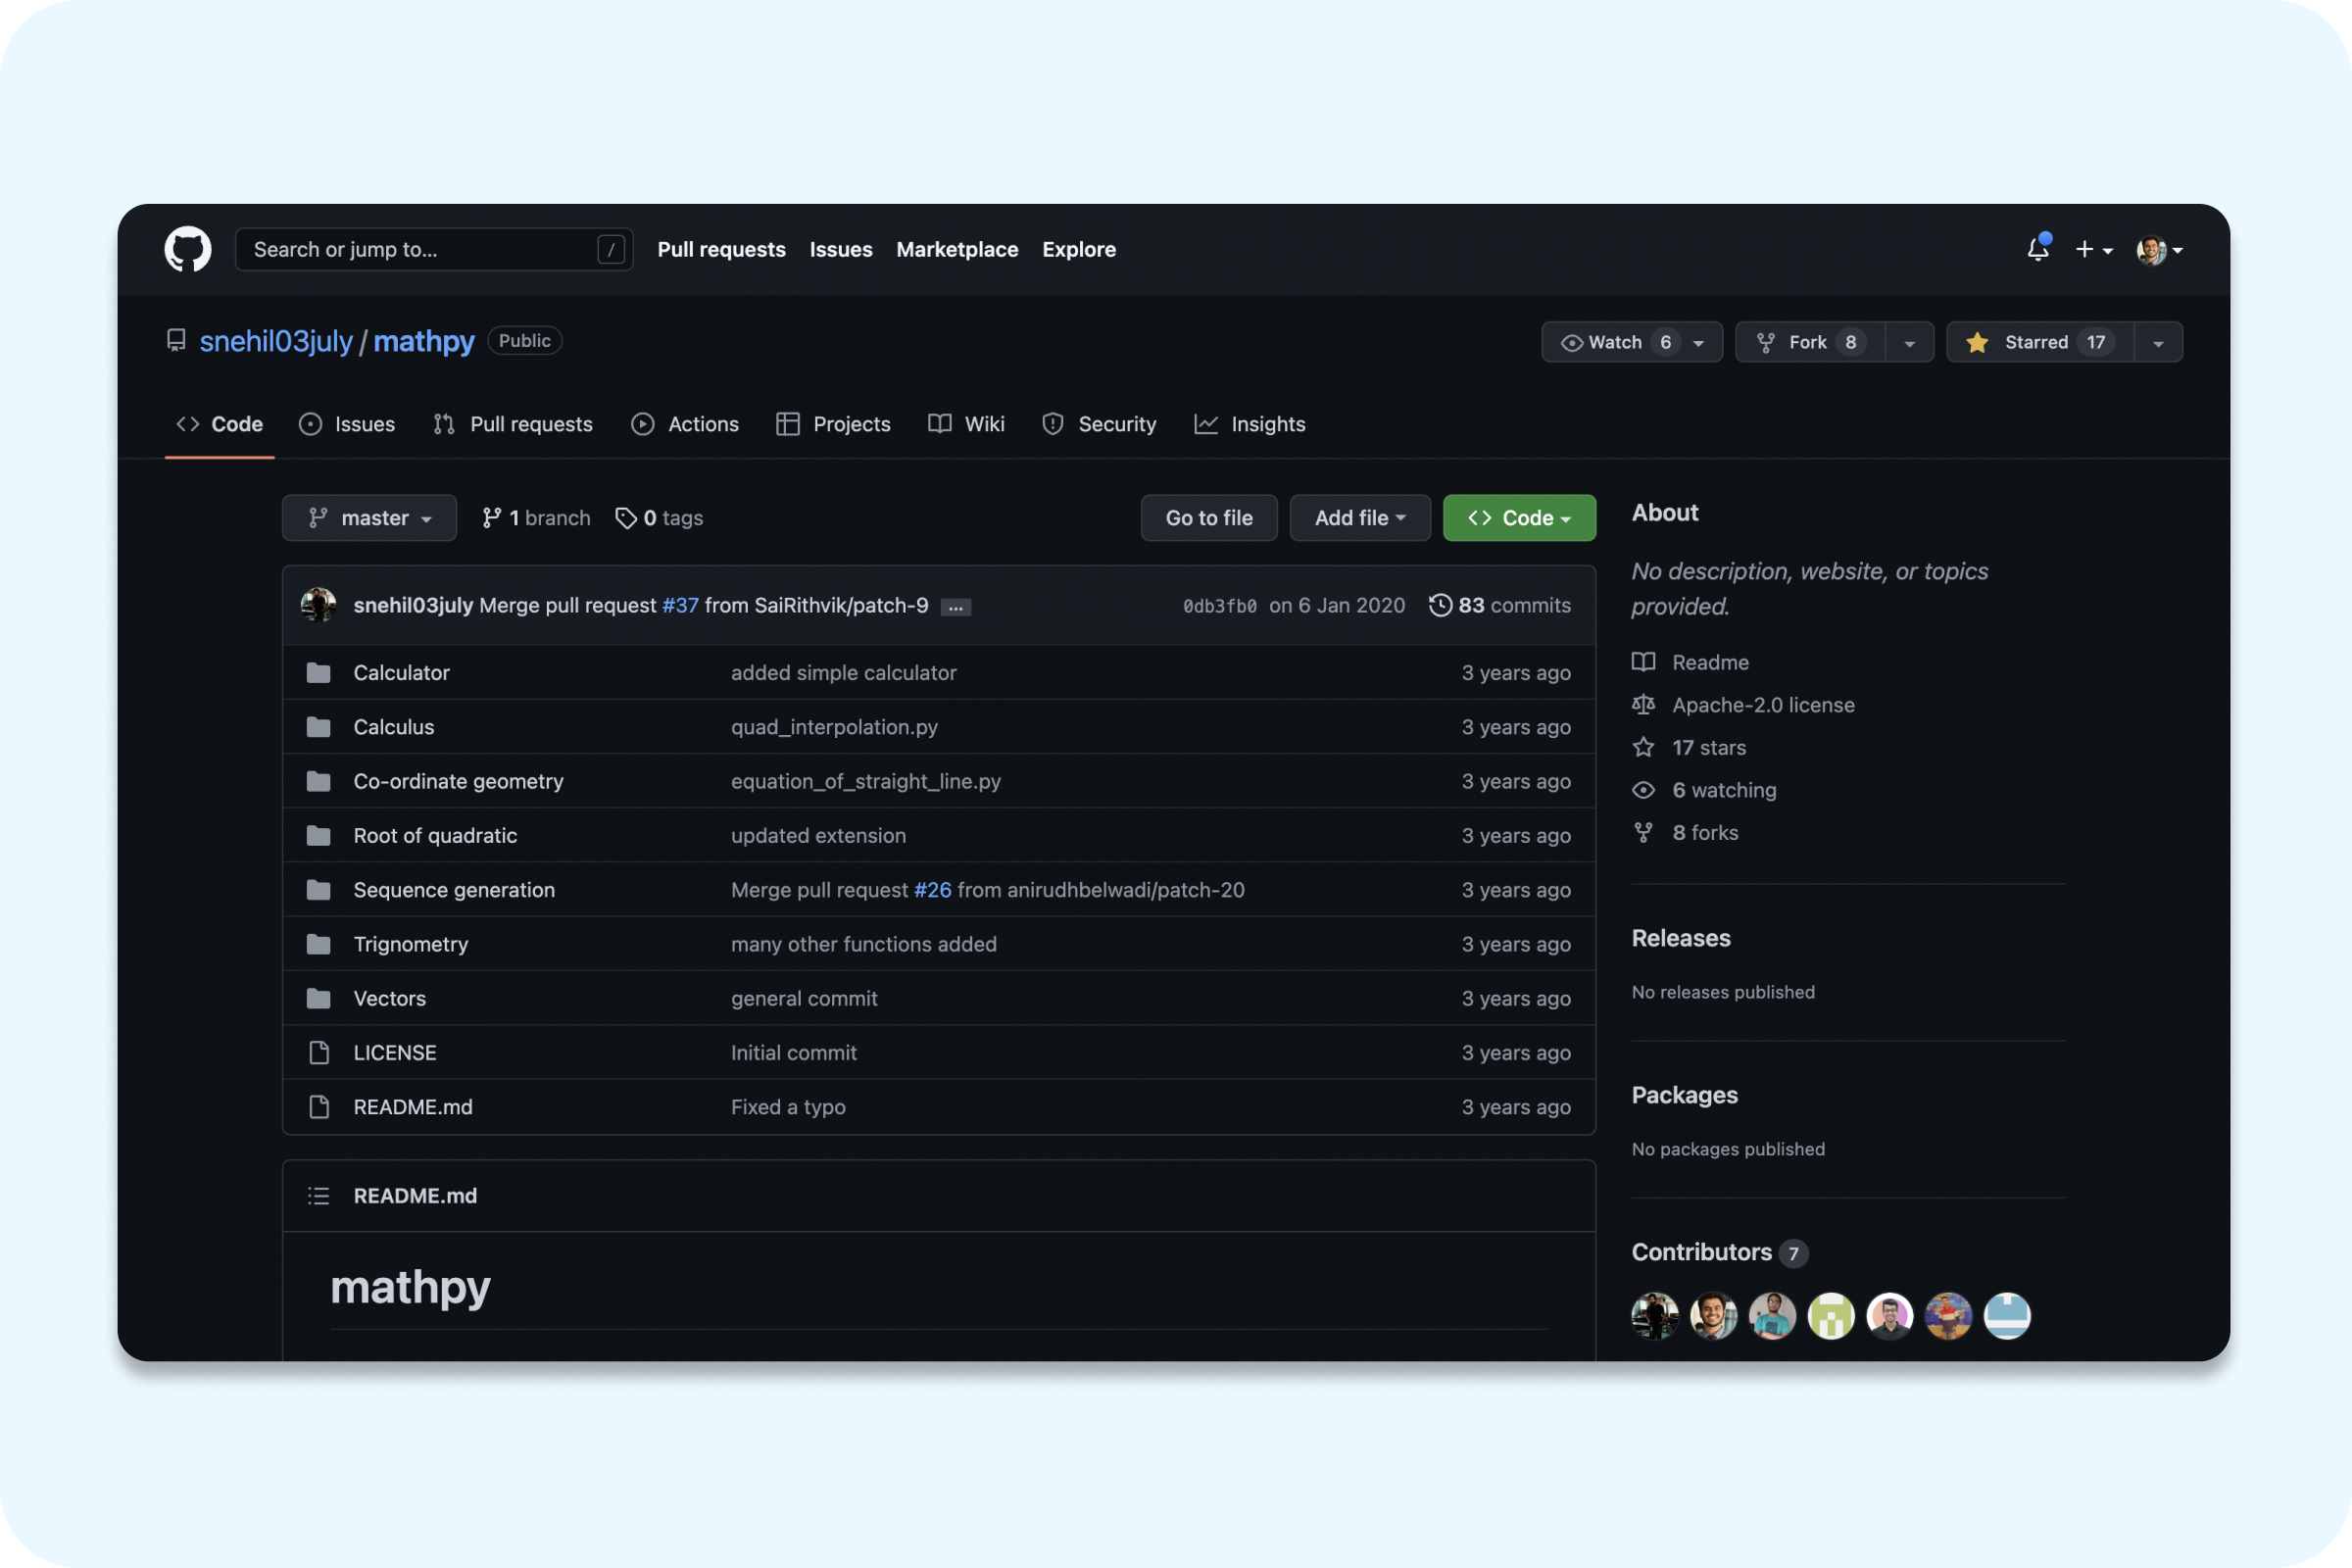 Search or jump to... /
Pull requests Issues Marketplace Explore
snehil03july / mathpy Public
Watch 6 Fork 8 Starred 17
Code Issues Pull requests Actions Projects Wiki Security Insights
master 1 branch 0 tags Go to file Add file Code
snehil03july Merge pull request #37 from SaiRithvik/patch-9 ... 0db3fb0 on 6 Jan 2020 83 commits
Calculator added simple calculator 3 years ago
Calculus quad_interpolation.py 3 years ago
Co-ordinate geometry equation_of_straight_line.py 3 years ago
Root of quadratic updated extension 3 years ago
Sequence generation Merge pull request #26 from anirudhbelwadi/patch-20 3 years ago
Trignometry many other functions added 3 years ago
Vectors general commit 3 years ago
LICENSE Initial commit 3 years ago
README.md Fixed a typo 3 years ago
README.md
mathpy
About
No description, website, or topics
provided.
Readme
Apache-2.0 license
17 stars
6 watching
8 forks
Releases
No releases published
Packages
No packages published
Contributors 7